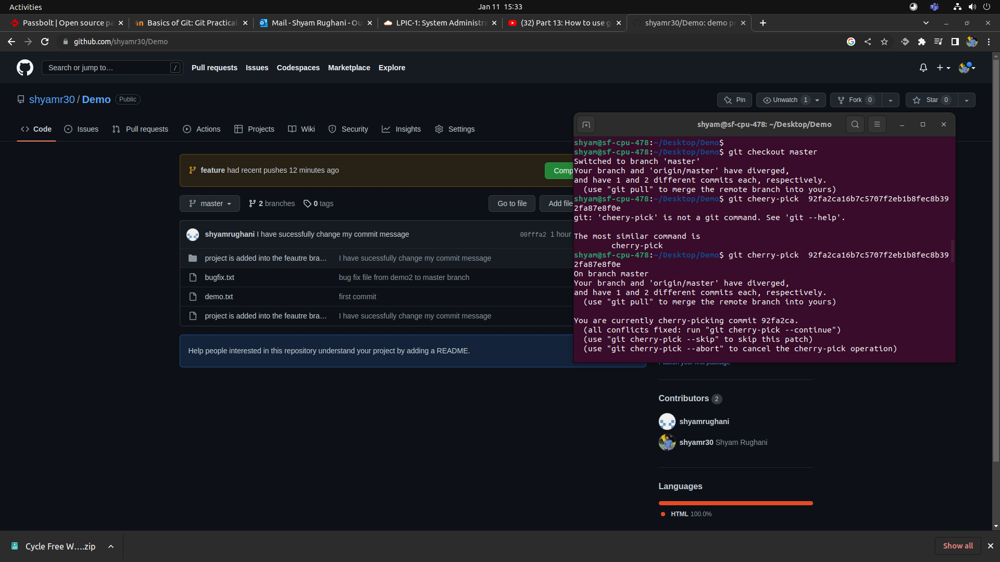 Activities
Jan 11  15:33
Passbolt | Open source pa
Basics of Git: Git Practical
Mail - Shyam Rughani - Ou
LPIC-1: System Administra
(32) Part 13: How to use g
shyamr30/Demo: demo pr
github.com/shyamr30/Demo
Search or jump to…
/
Pull requests
Issues
Codespaces
Marketplace
Explore
shyamr30 / Demo
Public
Pin
Unwatch 1
Fork 0
Star 0
Code
Issues
Pull requests
Actions
Projects
Wiki
Security
Insights
Settings
feature had recent pushes 12 minutes ago
Comp
master
2 branches
0 tags
Go to file
Add file
shyamrughani I have sucessfully change my commit message
00fffa2 1 hour
project is added into the feautre bra…
I have sucessfully change my commit message
bugfix.txt
bug fix file from demo2 to master branch
demo.txt
first commit
project is added into the feautre bra…
I have sucessfully change my commit message
Help people interested in this repository understand your project by adding a README.
shyam@sf-cpu-478: ~/Desktop/Demo
shyam@sf-cpu-478:~/Desktop/Demo$
shyam@sf-cpu-478:~/Desktop/Demo$ git checkout master
Switched to branch 'master'
Your branch and 'origin/master' have diverged,
and have 1 and 2 different commits each, respectively.
  (use "git pull" to merge the remote branch into yours)
shyam@sf-cpu-478:~/Desktop/Demo$ git cheery-pick  92fa2ca16b7c5707f2eb1b8fec8b39
2fa87e8f0e
git: 'cheery-pick' is not a git command. See 'git --help'.
The most similar command is
        cherry-pick
shyam@sf-cpu-478:~/Desktop/Demo$ git cherry-pick  92fa2ca16b7c5707f2eb1b8fec8b39
2fa87e8f0e
On branch master
Your branch and 'origin/master' have diverged,
and have 1 and 2 different commits each, respectively.
  (use "git pull" to merge the remote branch into yours)
You are currently cherry-picking commit 92fa2ca.
  (all conflicts fixed: run "git cherry-pick --continue")
  (use "git cherry-pick --skip" to skip this patch)
  (use "git cherry-pick --abort" to cancel the cherry-pick operation)
Publish your first package
Contributors 2
shyamrughani
shyamr30 Shyam Rughani
Languages
HTML 100.0%
Cycle Free W….zip
Show all